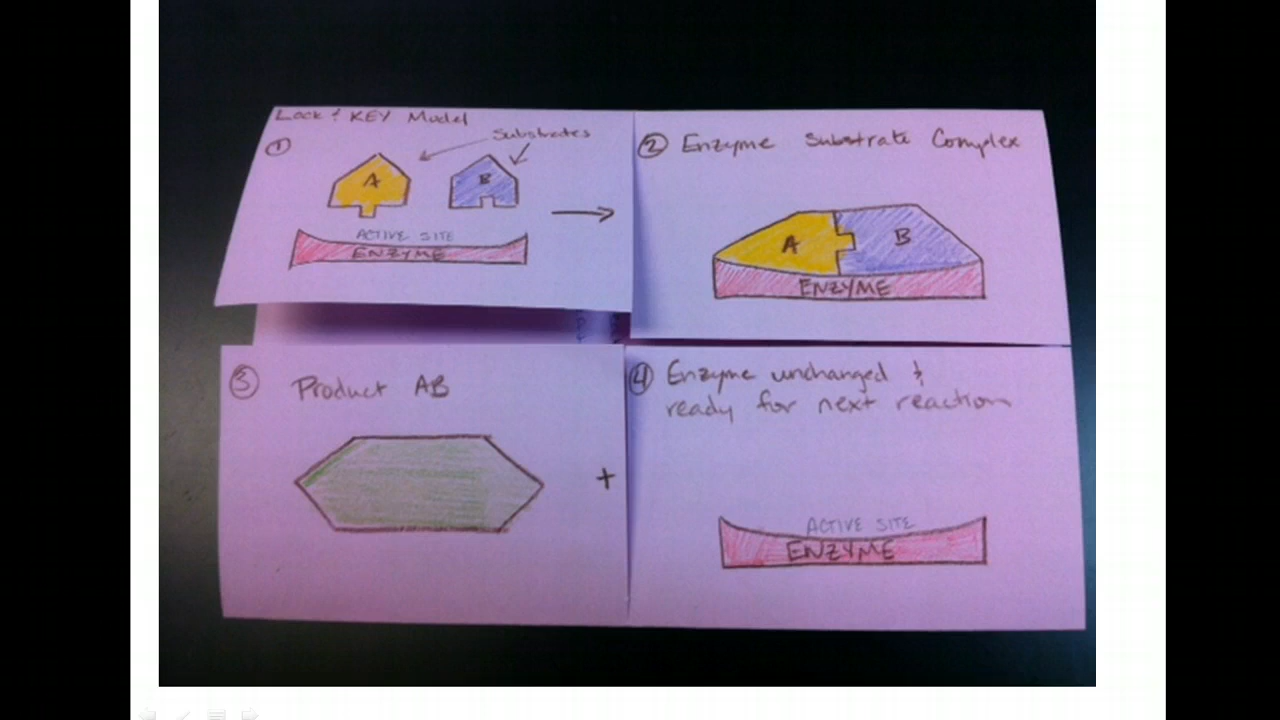 Lock & KEY Model
①
Substrates
A
B
ACTIVE SITE
ENZYME
② Enzyme Substrate Complex
A
B
ENZYME
③ Product AB
+
④ Enzyme unchanged &
ready for next reaction
ACTIVE SITE
ENZYME